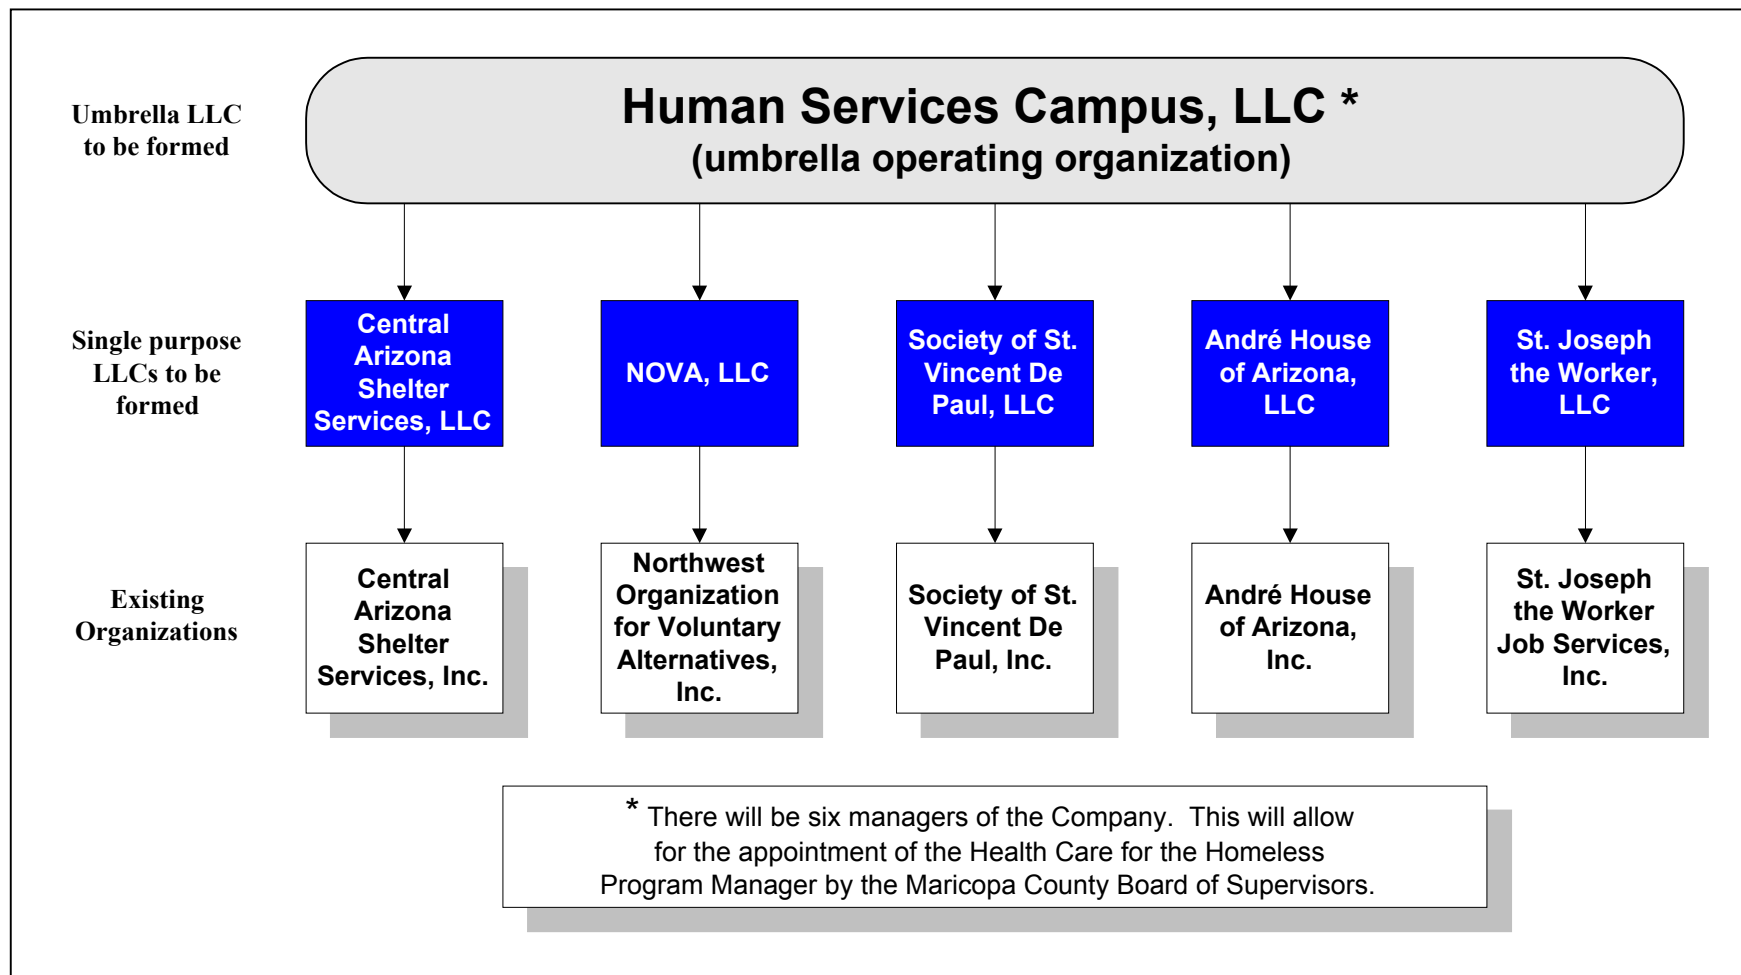 Umbrella LLC
to be formed
Human Services Campus, LLC *
(umbrella operating organization)
Single purpose
LLCs to be
formed
Central
Arizona
Shelter
Services, LLC
NOVA, LLC
Society of St.
Vincent De
Paul, LLC
André House
of Arizona,
LLC
St. Joseph
the Worker,
LLC
Existing
Organizations
Central
Arizona
Shelter
Services, Inc.
Northwest
Organization
for Voluntary
Alternatives,
Inc.
Society of St.
Vincent De
Paul, Inc.
André House
of Arizona,
Inc.
St. Joseph
the Worker
Job Services,
Inc.
* There will be six managers of the Company. This will allow
for the appointment of the Health Care for the Homeless
Program Manager by the Maricopa County Board of Supervisors.